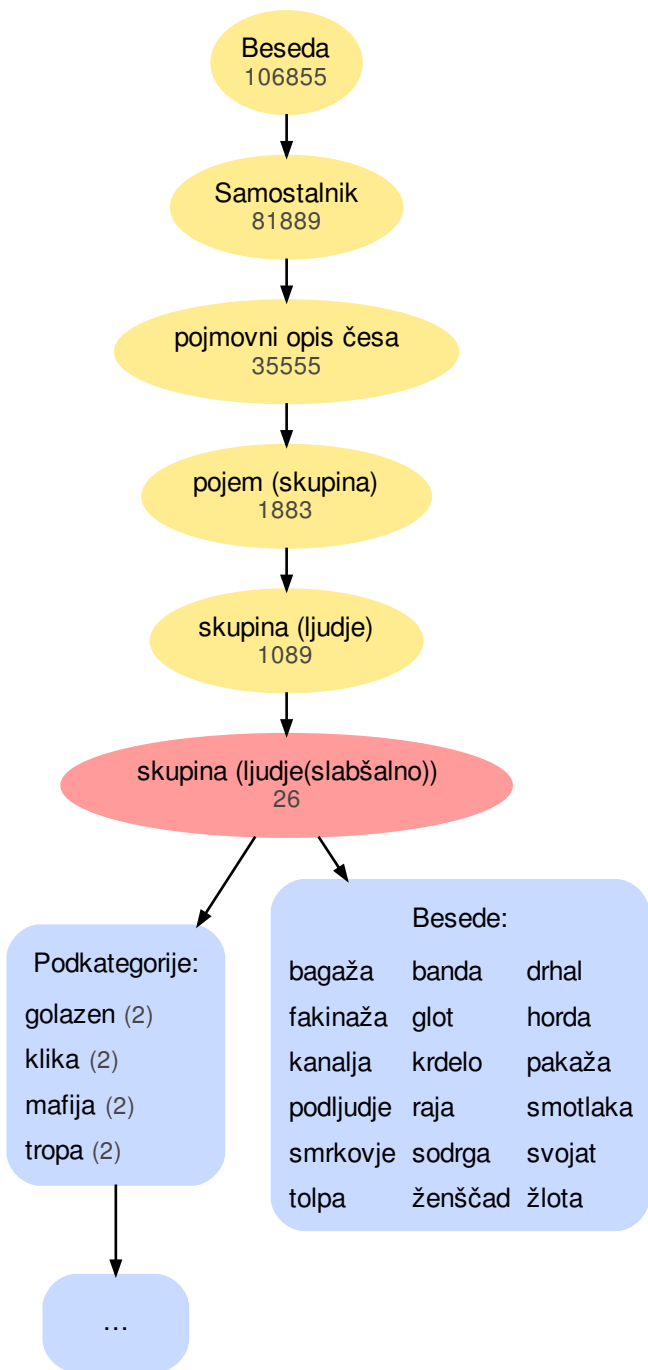 Beseda
106855
Samostalnik
81889
pojmovni opis česa
35555
pojem (skupina)
1883
skupina (ljudje)
1089
skupina (ljudje(slabšalno))
26
Podkategorije:
golazen (2)
klika (2)
mafija (2)
tropa (2)
...
Besede:
bagaža banda drhal
fakinaža glot horda
kanalja krdelo pakaža
podljudje raja smotlaka
smrkovje sodrga svojat
tolpa ženščad žlota